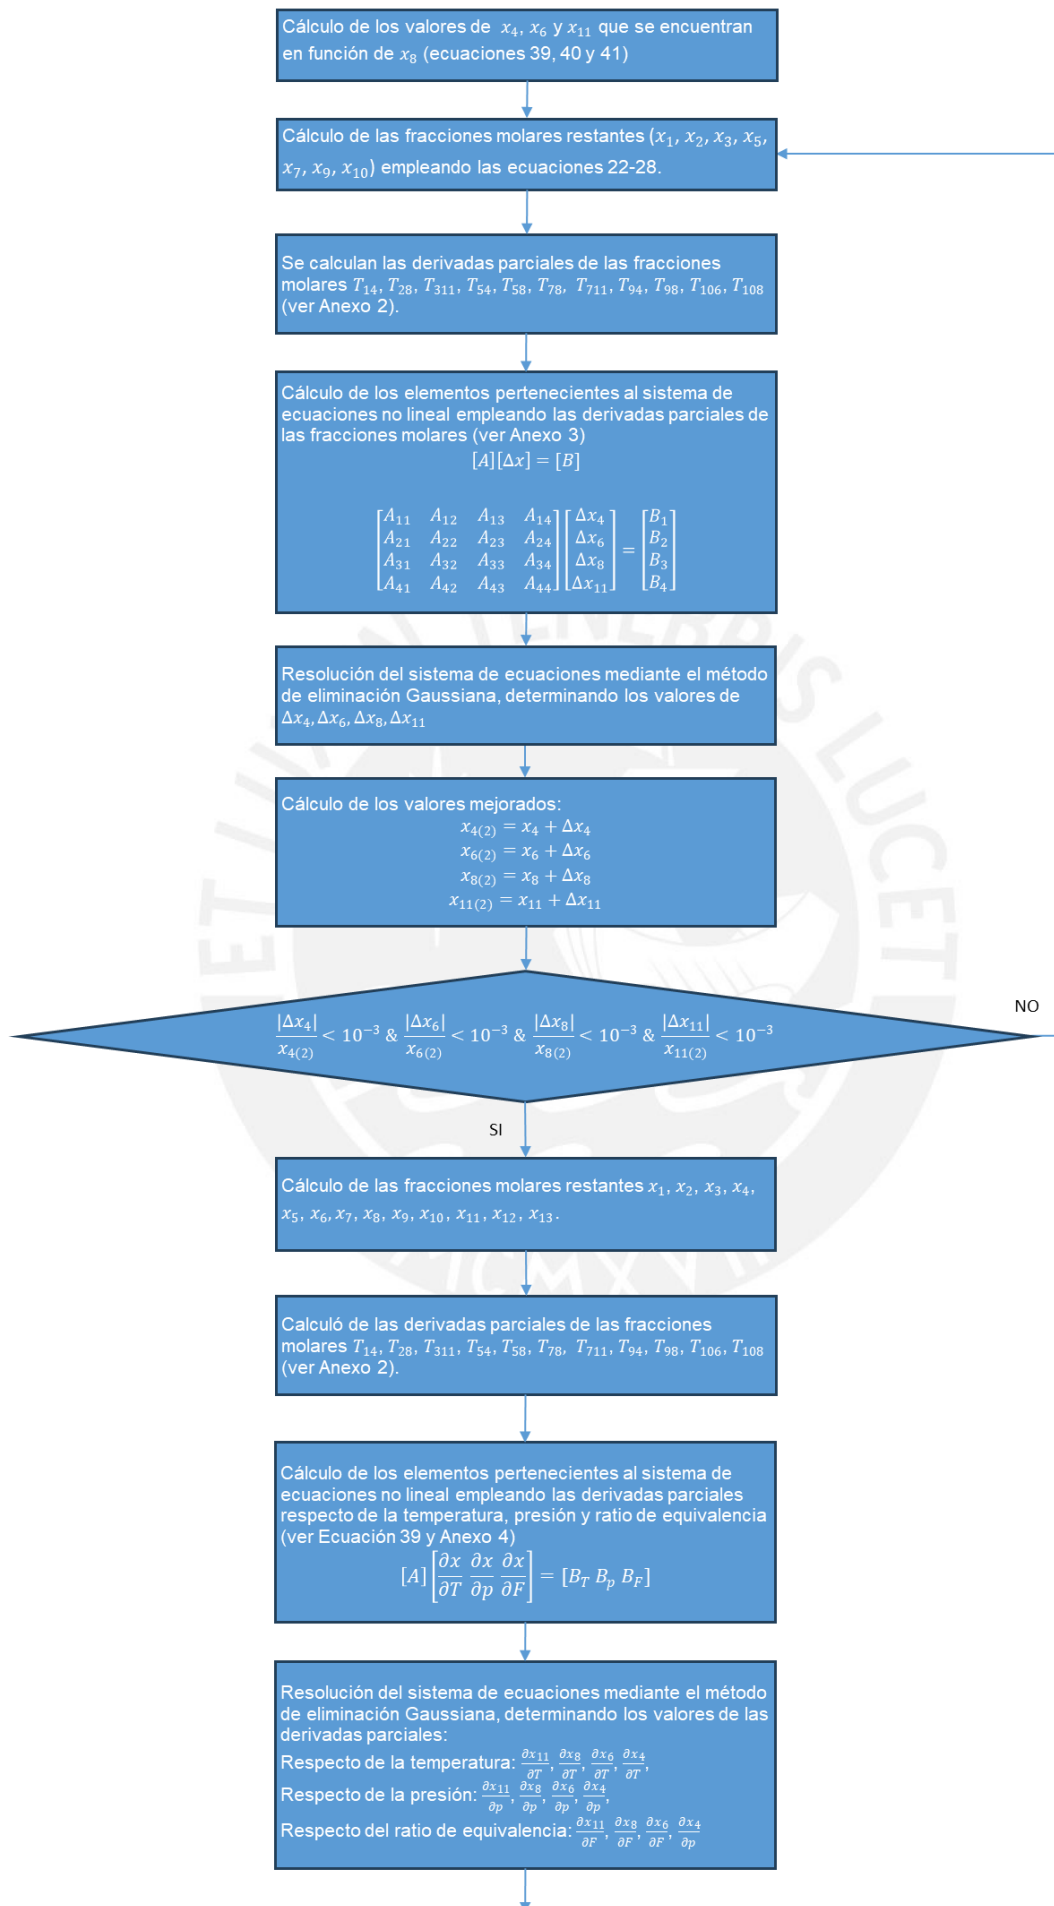 Cálculo de los valores de x₄, x₆ y x₁₁ que se encuentran
en función de x₈ (ecuaciones 39, 40 y 41)
Cálculo de las fracciones molares restantes (x₁, x₂, x₃, x₅,
x₇, x₉, x₁₀) empleando las ecuaciones 22-28.
Se calculan las derivadas parciales de las fracciones
molares T₁₄, T₂₈, T₃₁₁, T₅₄, T₅₈, T₇₈, T₇₁₁, T₉₄, T₉₈, T₁₀₆, T₁₀₈
(ver Anexo 2).
Cálculo de los elementos pertenecientes al sistema de
ecuaciones no lineal empleando las derivadas parciales de
las fracciones molares (ver Anexo 3)
[A][Δx] = [B]
[A₁₁ A₁₂ A₁₃ A₁₄] [Δx₄] [B₁]
[A₂₁ A₂₂ A₂₃ A₂₄] [Δx₆] = [B₂]
[A₃₁ A₃₂ A₃₃ A₃₄] [Δx₈] [B₃]
[A₄₁ A₄₂ A₄₃ A₄₄] [Δx₁₁] [B₄]
Resolución del sistema de ecuaciones mediante el método
de eliminación Gaussiana, determinando los valores de
Δx₄, Δx₆, Δx₈, Δx₁₁
Cálculo de los valores mejorados:
x₄₍₂₎ = x₄ + Δx₄
x₆₍₂₎ = x₆ + Δx₆
x₈₍₂₎ = x₈ + Δx₈
x₁₁₍₂₎ = x₁₁ + Δx₁₁
|Δx₄|/x₄₍₂₎ < 10⁻³ & |Δx₆|/x₆₍₂₎ < 10⁻³ & |Δx₈|/x₈₍₂₎ < 10⁻³ & |Δx₁₁|/x₁₁₍₂₎ < 10⁻³
NO
SI
Cálculo de las fracciones molares restantes x₁, x₂, x₃, x₄,
x₅, x₆, x₇, x₈, x₉, x₁₀, x₁₁, x₁₂, x₁₃.
Calculó de las derivadas parciales de las fracciones
molares T₁₄, T₂₈, T₃₁₁, T₅₄, T₅₈, T₇₈, T₇₁₁, T₉₄, T₉₈, T₁₀₆, T₁₀₈
(ver Anexo 2).
Cálculo de los elementos pertenecientes al sistema de
ecuaciones no lineal empleando las derivadas parciales
respecto de la temperatura, presión y ratio de equivalencia
(ver Ecuación 39 y Anexo 4)
[A] [∂x/∂T ∂x/∂p ∂x/∂F] = [B_T B_p B_F]
Resolución del sistema de ecuaciones mediante el método
de eliminación Gaussiana, determinando los valores de las
derivadas parciales:
Respecto de la temperatura: ∂x₁₁/∂T, ∂x₈/∂T, ∂x₆/∂T, ∂x₄/∂T,
Respecto de la presión: ∂x₁₁/∂p, ∂x₈/∂p, ∂x₆/∂p, ∂x₄/∂p,
Respecto del ratio de equivalencia: ∂x₁₁/∂F, ∂x₈/∂F, ∂x₆/∂F, ∂x₄/∂p
ET LUX IN TENEBRIS LUCET
MCMXVII